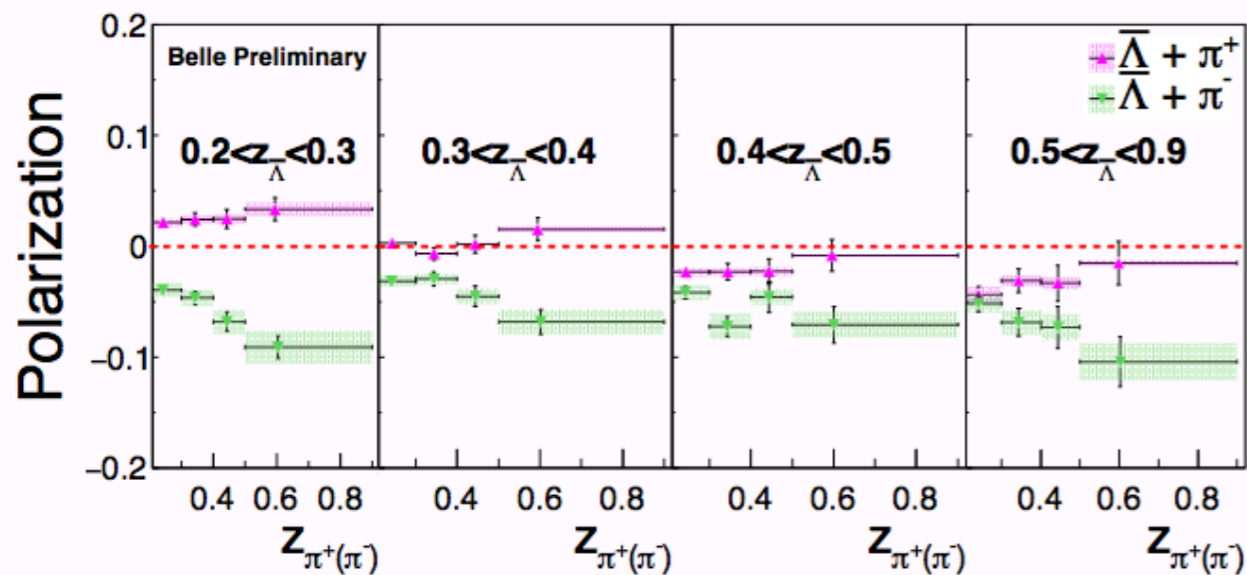 0.2
Belle Preliminary
Λ̅ + π⁺
Λ̅ + π⁻
0.1
0.2<z_Λ̅<0.3
0.3<z_Λ̅<0.4
0.4<z_Λ̅<0.5
0.5<z_Λ̅<0.9
Polarization
0
−0.1
−0.2
0.4 0.6 0.8 0.4 0.6 0.8 0.4 0.6 0.8 0.4 0.6 0.8
Z_π⁺(π⁻) Z_π⁺(π⁻) Z_π⁺(π⁻) Z_π⁺(π⁻)